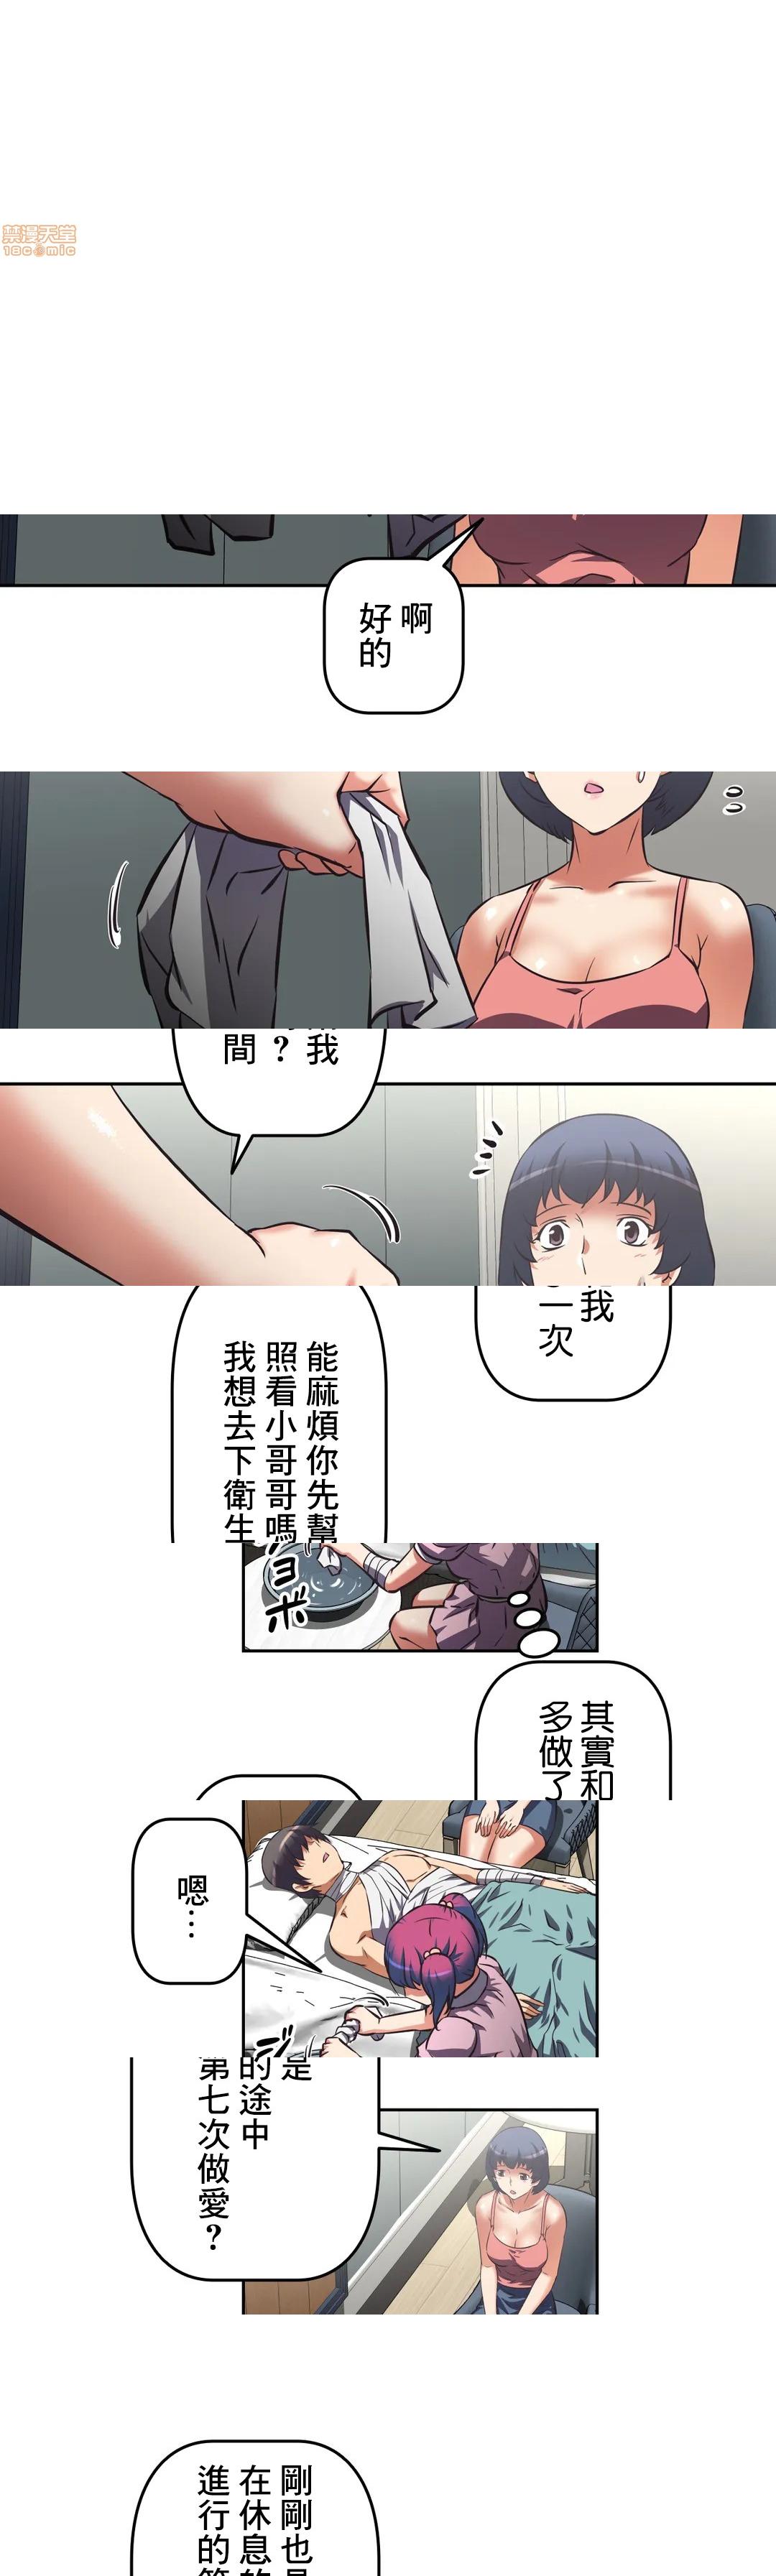 禁漫天堂
18comic
啊
好的
我
？
間
我
一次
能麻煩你先幫
照看小哥哥嗎
我想去下衛生
ヨボ
其實和
多做了
嗯…
是
的途中
第七次做愛？
剛剛也是
在休息的
進行的第